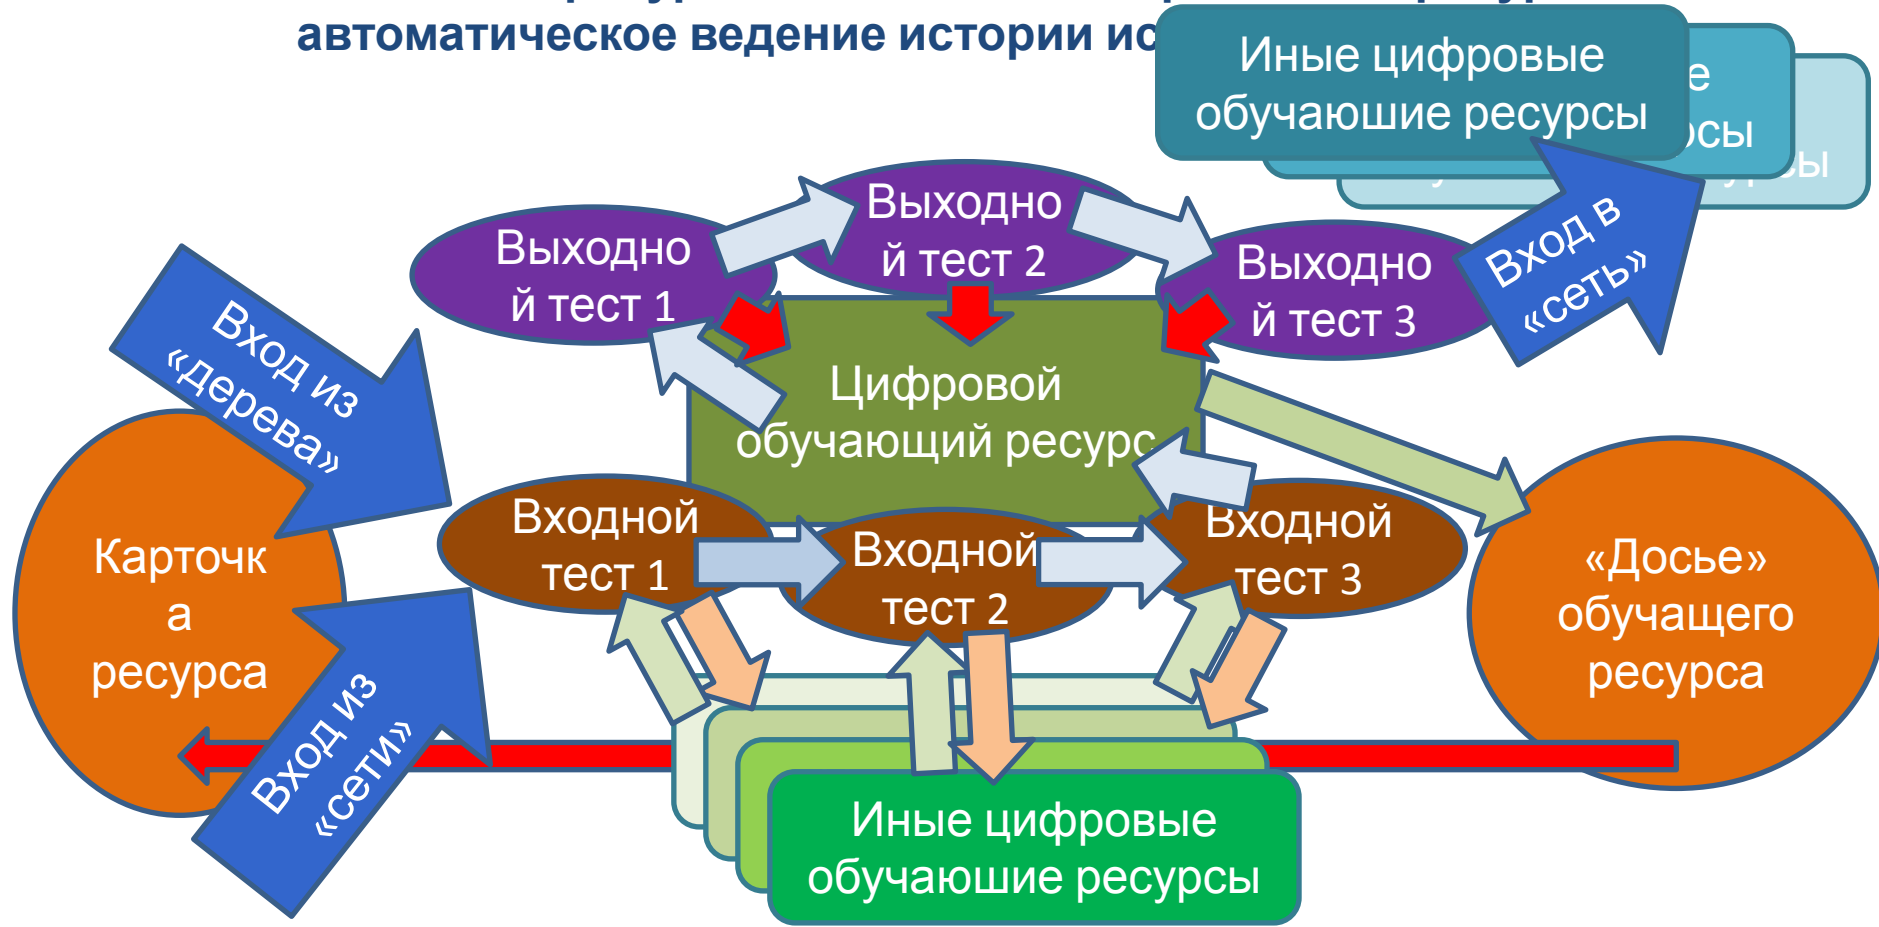 автоматическое ведение истории
Иные цифровые
обучаюшие ресурсы
е
сы
Выходно
й тест 2
Выходно
й тест 1
Выходно
й тест 3
Вход в
«сеть»
Вход из
«дерева»
Цифровой
обучающий ресурс
Входной
тест 1
Входной
тест 2
Входной
тест 3
Карточк
а
ресурса
«Досье»
обучащего
ресурса
Вход из
«сети»
Иные цифровые
обучаюшие ресурсы